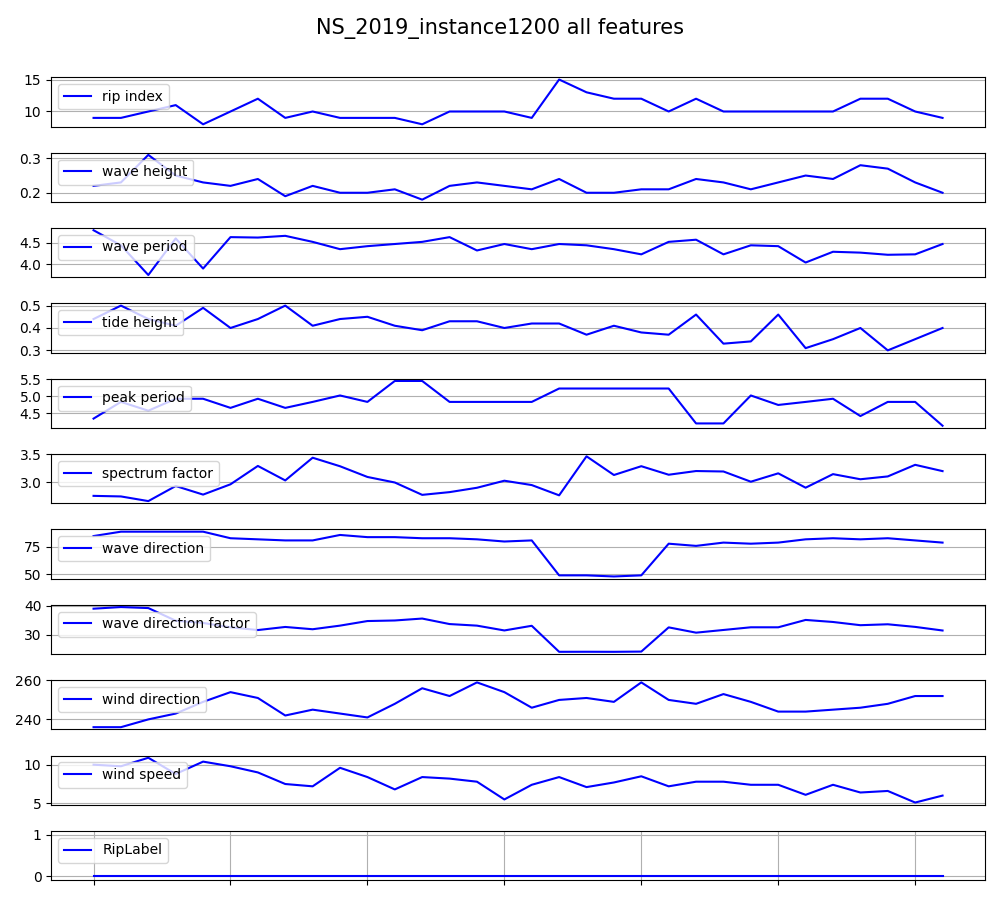 NS_2019_instance1200 all features
15
10
rip index
0.3
0.2
wave height
4.5
4.0
wave period
0.5
0.4
0.3
tide height
5.5
5.0
4.5
peak period
3.5
3.0
spectrum factor
75
50
wave direction
40
30
wave direction factor
260
240
wind direction
10
5
wind speed
1
0
RipLabel